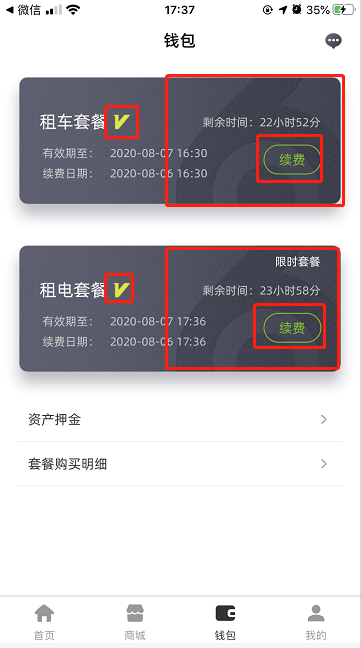 微信
17:37
35%
钱包
租车套餐 V
剩余时间：22小时52分
有效期至： 2020-08-07 16:30
续费日期： 2020-08-06 16:30
续费
限时套餐
租电套餐 V
剩余时间：23小时58分
有效期至： 2020-08-07 17:36
续费日期： 2020-08-06 17:36
续费
资产押金
套餐购买明细
首页
商城
钱包
我的